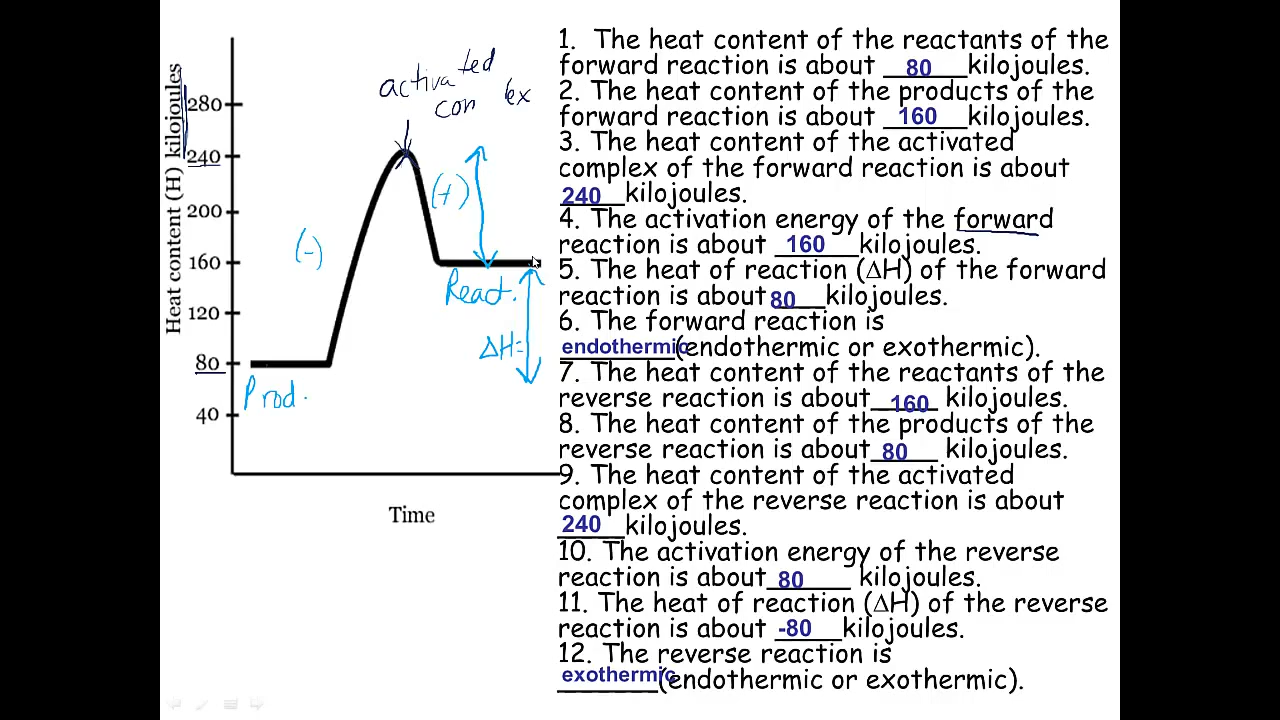 Heat content (H) kilojoules
280
240
200
160
120
80
40
Time
activated
con ex
(+)
(-)
React.
ΔH=
Prod.
1. The heat content of the reactants of the
forward reaction is about 80 kilojoules.
2. The heat content of the products of the
forward reaction is about 160 kilojoules.
3. The heat content of the activated
complex of the forward reaction is about
240 kilojoules.
4. The activation energy of the forward
reaction is about 160 kilojoules.
5. The heat of reaction (ΔH) of the forward
reaction is about 80 kilojoules.
6. The forward reaction is
endothermic (endothermic or exothermic).
7. The heat content of the reactants of the
reverse reaction is about 160 kilojoules.
8. The heat content of the products of the
reverse reaction is about 80 kilojoules.
9. The heat content of the activated
complex of the reverse reaction is about
240 kilojoules.
10. The activation energy of the reverse
reaction is about 80 kilojoules.
11. The heat of reaction (ΔH) of the reverse
reaction is about -80 kilojoules.
12. The reverse reaction is
exothermic (endothermic or exothermic).